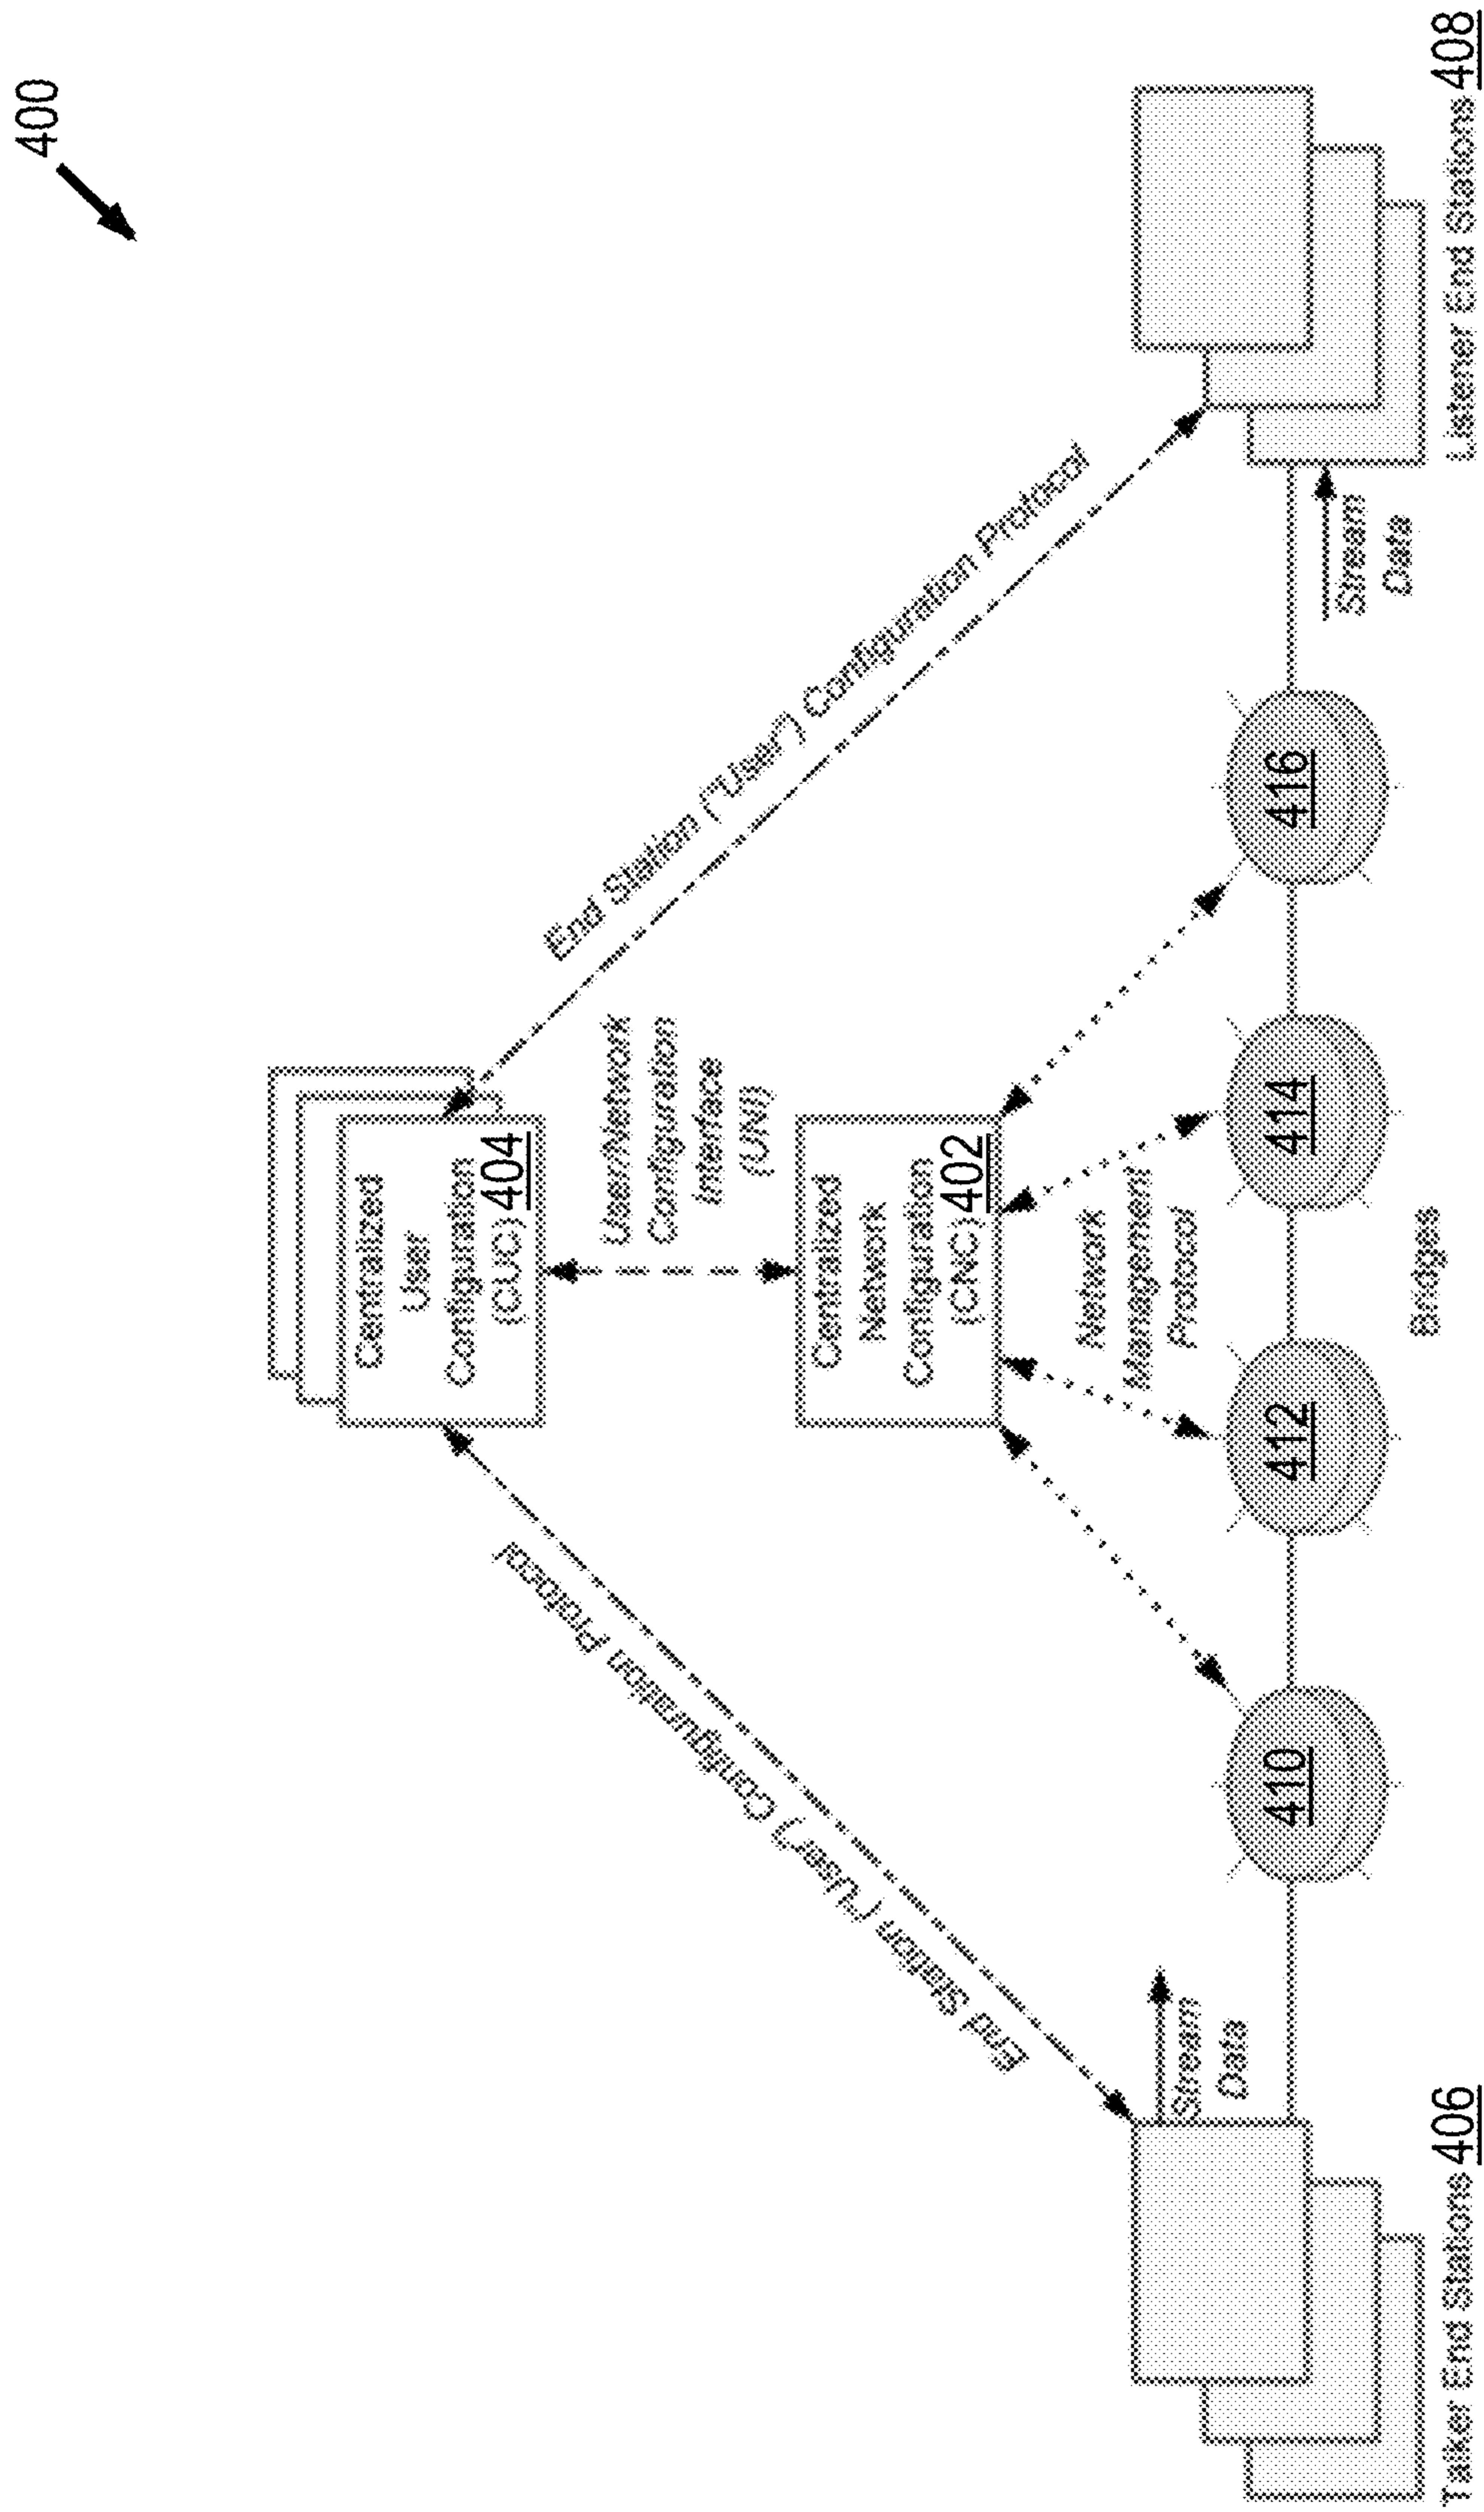 400
Centralized
User
Configuration
(CUC) 404
End Station ("User") Configuration Protocol
End Station ("User") Configuration Protocol
User/Network
Configuration
Interface
(UNI)
Centralized
Network
Configuration
(CNC) 402
Network
Management
Protocol
Stream
Data
410
412
414
416
Stream
Data
Bridges
Talker End Stations 406
Listener End Stations 408